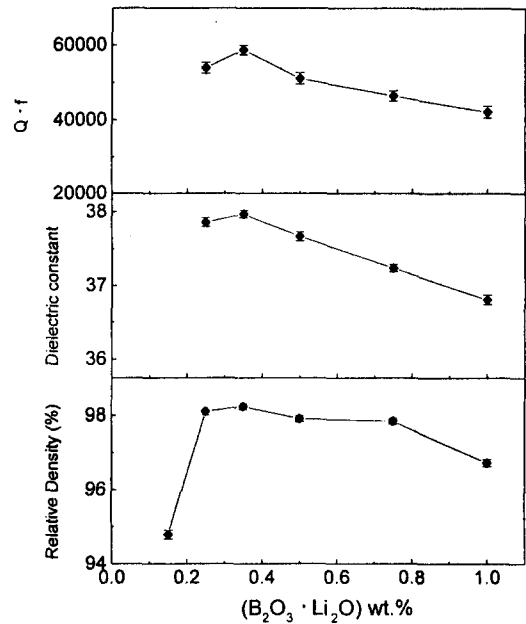 60000
40000
20000
Q · f
38
37
36
Dielectric constant
98
96
94
Relative Density (%)
0.0 0.2 0.4 0.6 0.8 1.0
(B₂O₃ · Li₂O) wt.%